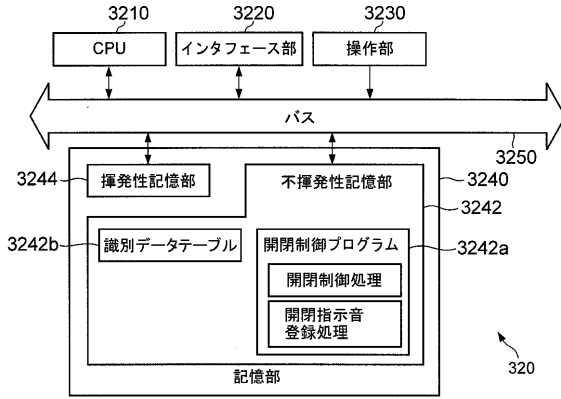 3210
3220
3230
CPU
インタフェース部
操作部
バス
3250
3244
揮発性記憶部
不揮発性記憶部
3240
3242
3242b
識別データテーブル
開閉制御プログラム
3242a
開閉制御処理
開閉指示音
登録処理
記憶部
320